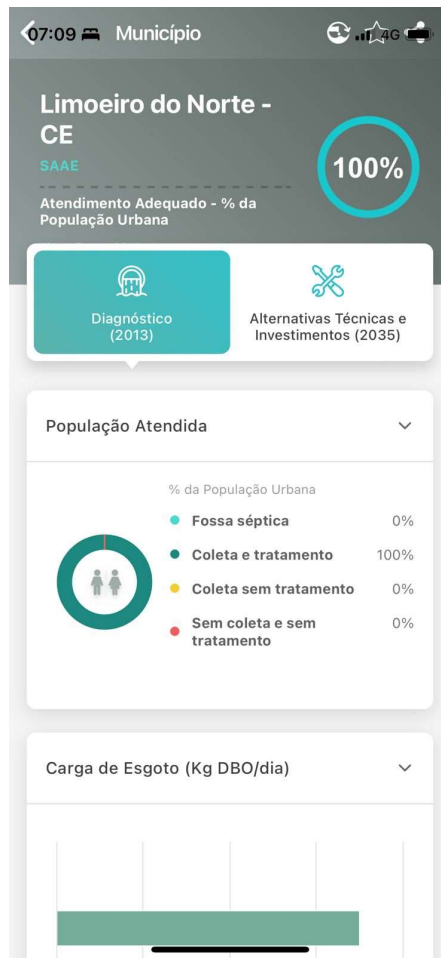 07:09
Município
4G
Limoeiro do Norte -
CE
SAAE
100%
Atendimento Adequado - % da
População Urbana
Diagnóstico
(2013)
Alternativas Técnicas e
Investimentos (2035)
População Atendida
% da População Urbana
Fossa séptica 0%
Coleta e tratamento 100%
Coleta sem tratamento 0%
Sem coleta e sem 0%
tratamento
Carga de Esgoto (Kg DBO/dia)